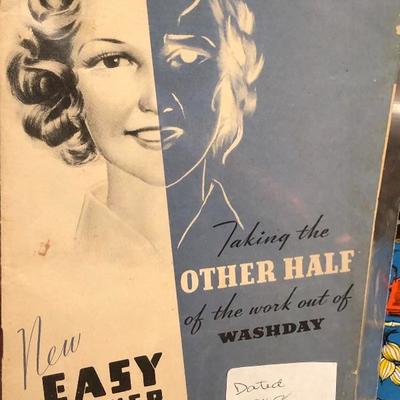 Taking the
OTHER HALF
of the work out of
WASHDAY
New
EASY
Dated